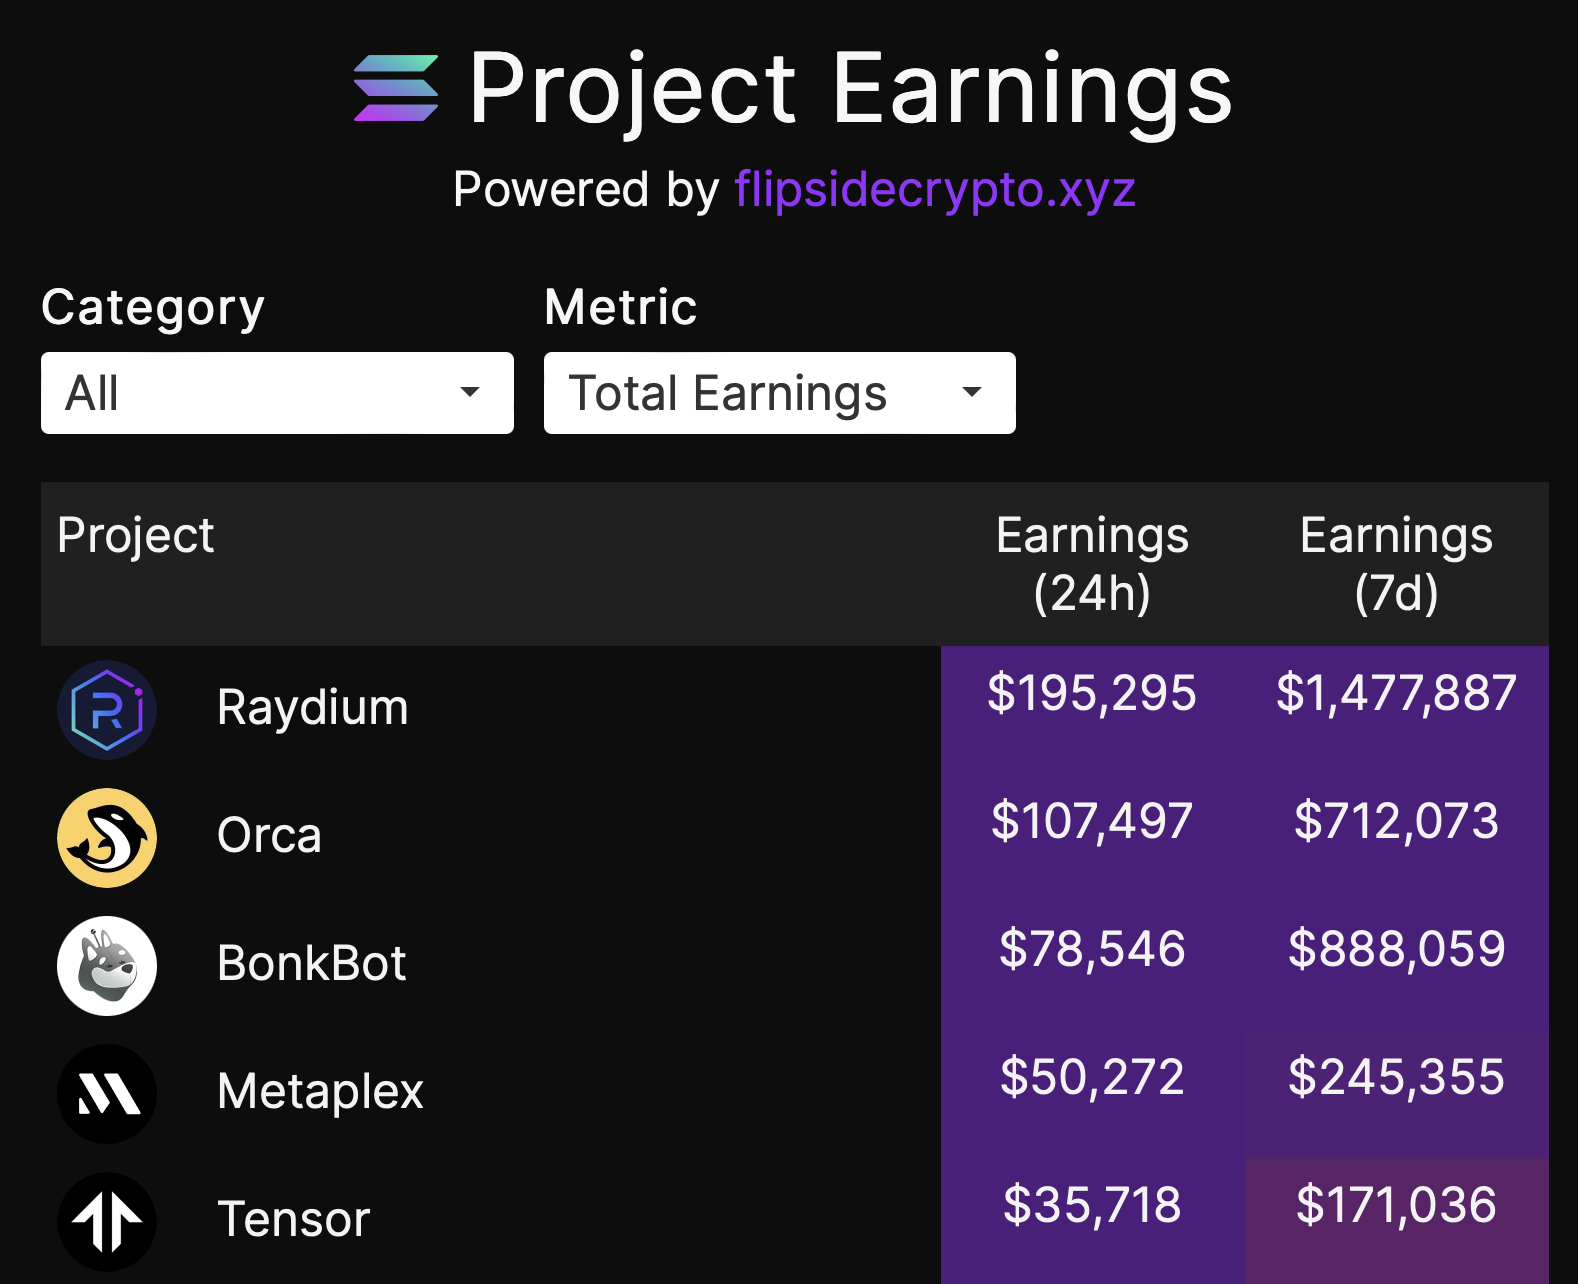 Project Earnings
Powered by flipsidecrypto.xyz
Category Metric
All Total Earnings
Project Earnings (24h) Earnings (7d)
Raydium $195,295 $1,477,887
Orca $107,497 $712,073
BonkBot $78,546 $888,059
Metaplex $50,272 $245,355
Tensor $35,718 $171,036